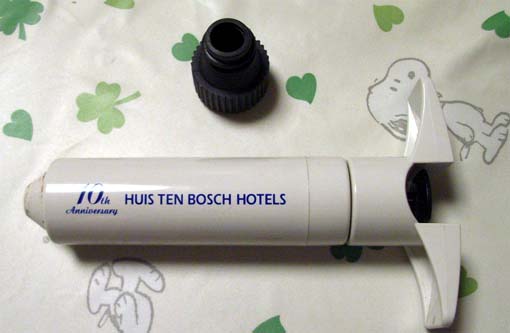 10th
Anniversary
HUIS TEN BOSCH HOTELS